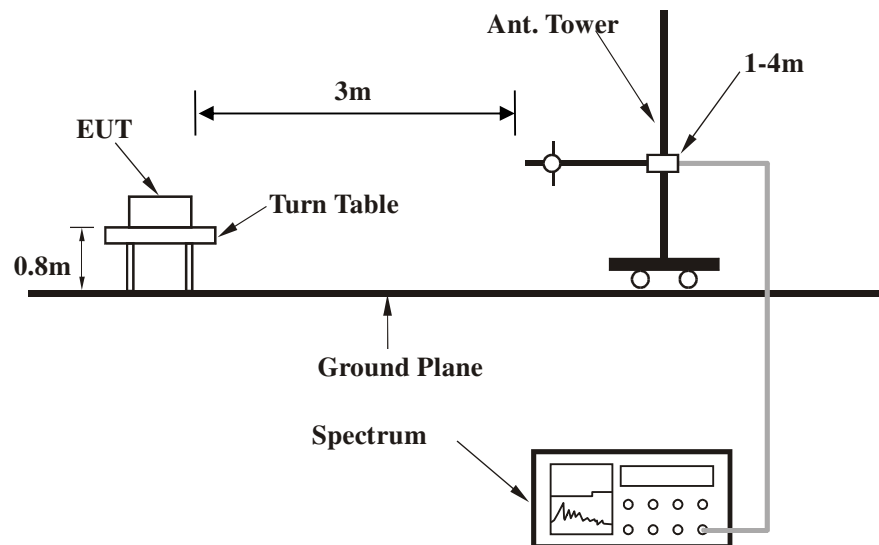 Ant. Tower
1-4m
3m
EUT
Turn Table
0.8m
Ground Plane
Spectrum